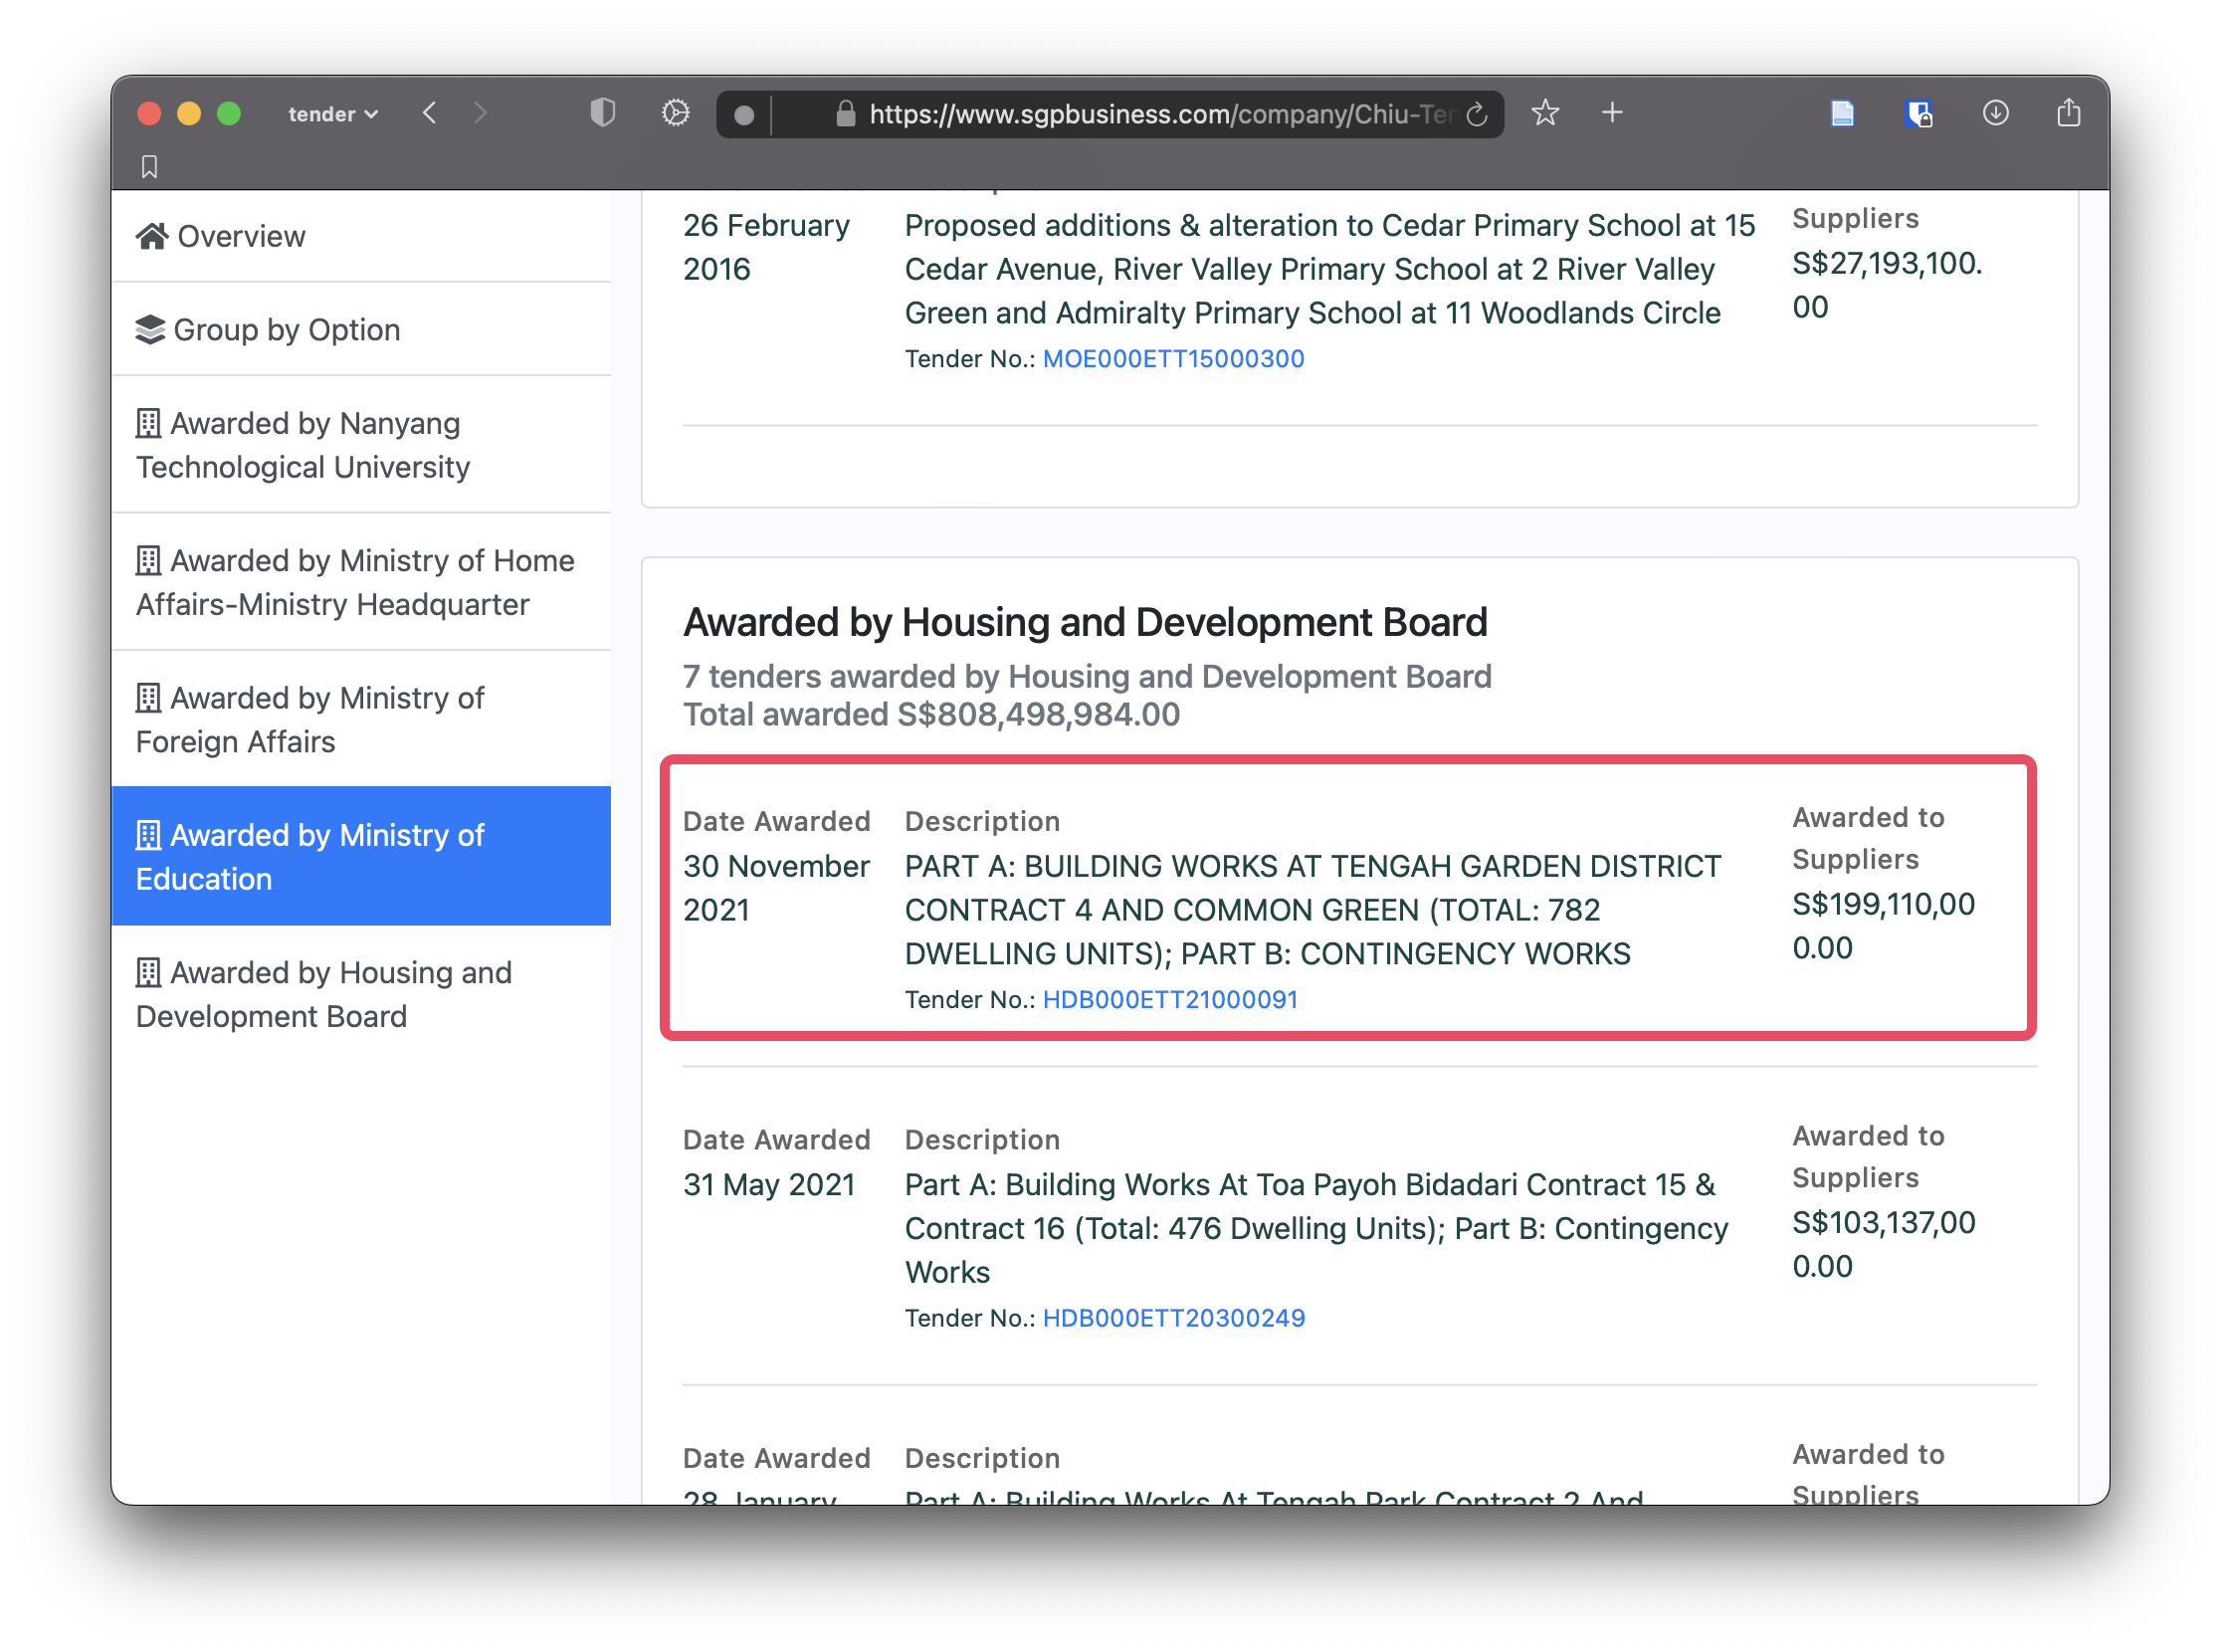 tender
https://www.sgpbusiness.com/company/Chiu-Ter
Overview
Group by Option
Awarded by Nanyang
Technological University
Awarded by Ministry of Home
Affairs-Ministry Headquarter
Awarded by Ministry of
Foreign Affairs
Awarded by Ministry of
Education
Awarded by Housing and
Development Board
26 February
2016
Proposed additions & alteration to Cedar Primary School at 15
Cedar Avenue, River Valley Primary School at 2 River Valley
Green and Admiralty Primary School at 11 Woodlands Circle
Tender No.: MOE000ETT15000300
Suppliers
S$27,193,100.
00
Awarded by Housing and Development Board
7 tenders awarded by Housing and Development Board
Total awarded S$808,498,984.00
Date Awarded
30 November
2021
Description
PART A: BUILDING WORKS AT TENGAH GARDEN DISTRICT
CONTRACT 4 AND COMMON GREEN (TOTAL: 782
DWELLING UNITS); PART B: CONTINGENCY WORKS
Tender No.: HDB000ETT21000091
Awarded to
Suppliers
S$199,110,00
0.00
Date Awarded
31 May 2021
Description
Part A: Building Works At Toa Payoh Bidadari Contract 15 &
Contract 16 (Total: 476 Dwelling Units); Part B: Contingency
Works
Tender No.: HDB000ETT20300249
Awarded to
Suppliers
S$103,137,00
0.00
Date Awarded
28 January
Description
Part A: Building Works At Tengah Park Contract 2 And
Awarded to
Suppliers